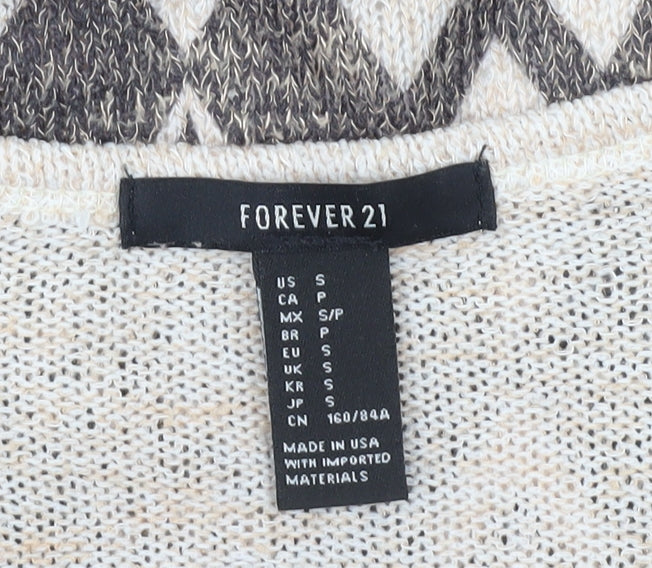 FOREVER 21
US S
CA P
MX S/P
BR P
EU S
UK S
KR S
JP S
CN 160/84A
MADE IN USA
WITH IMPORTED
MATERIALS